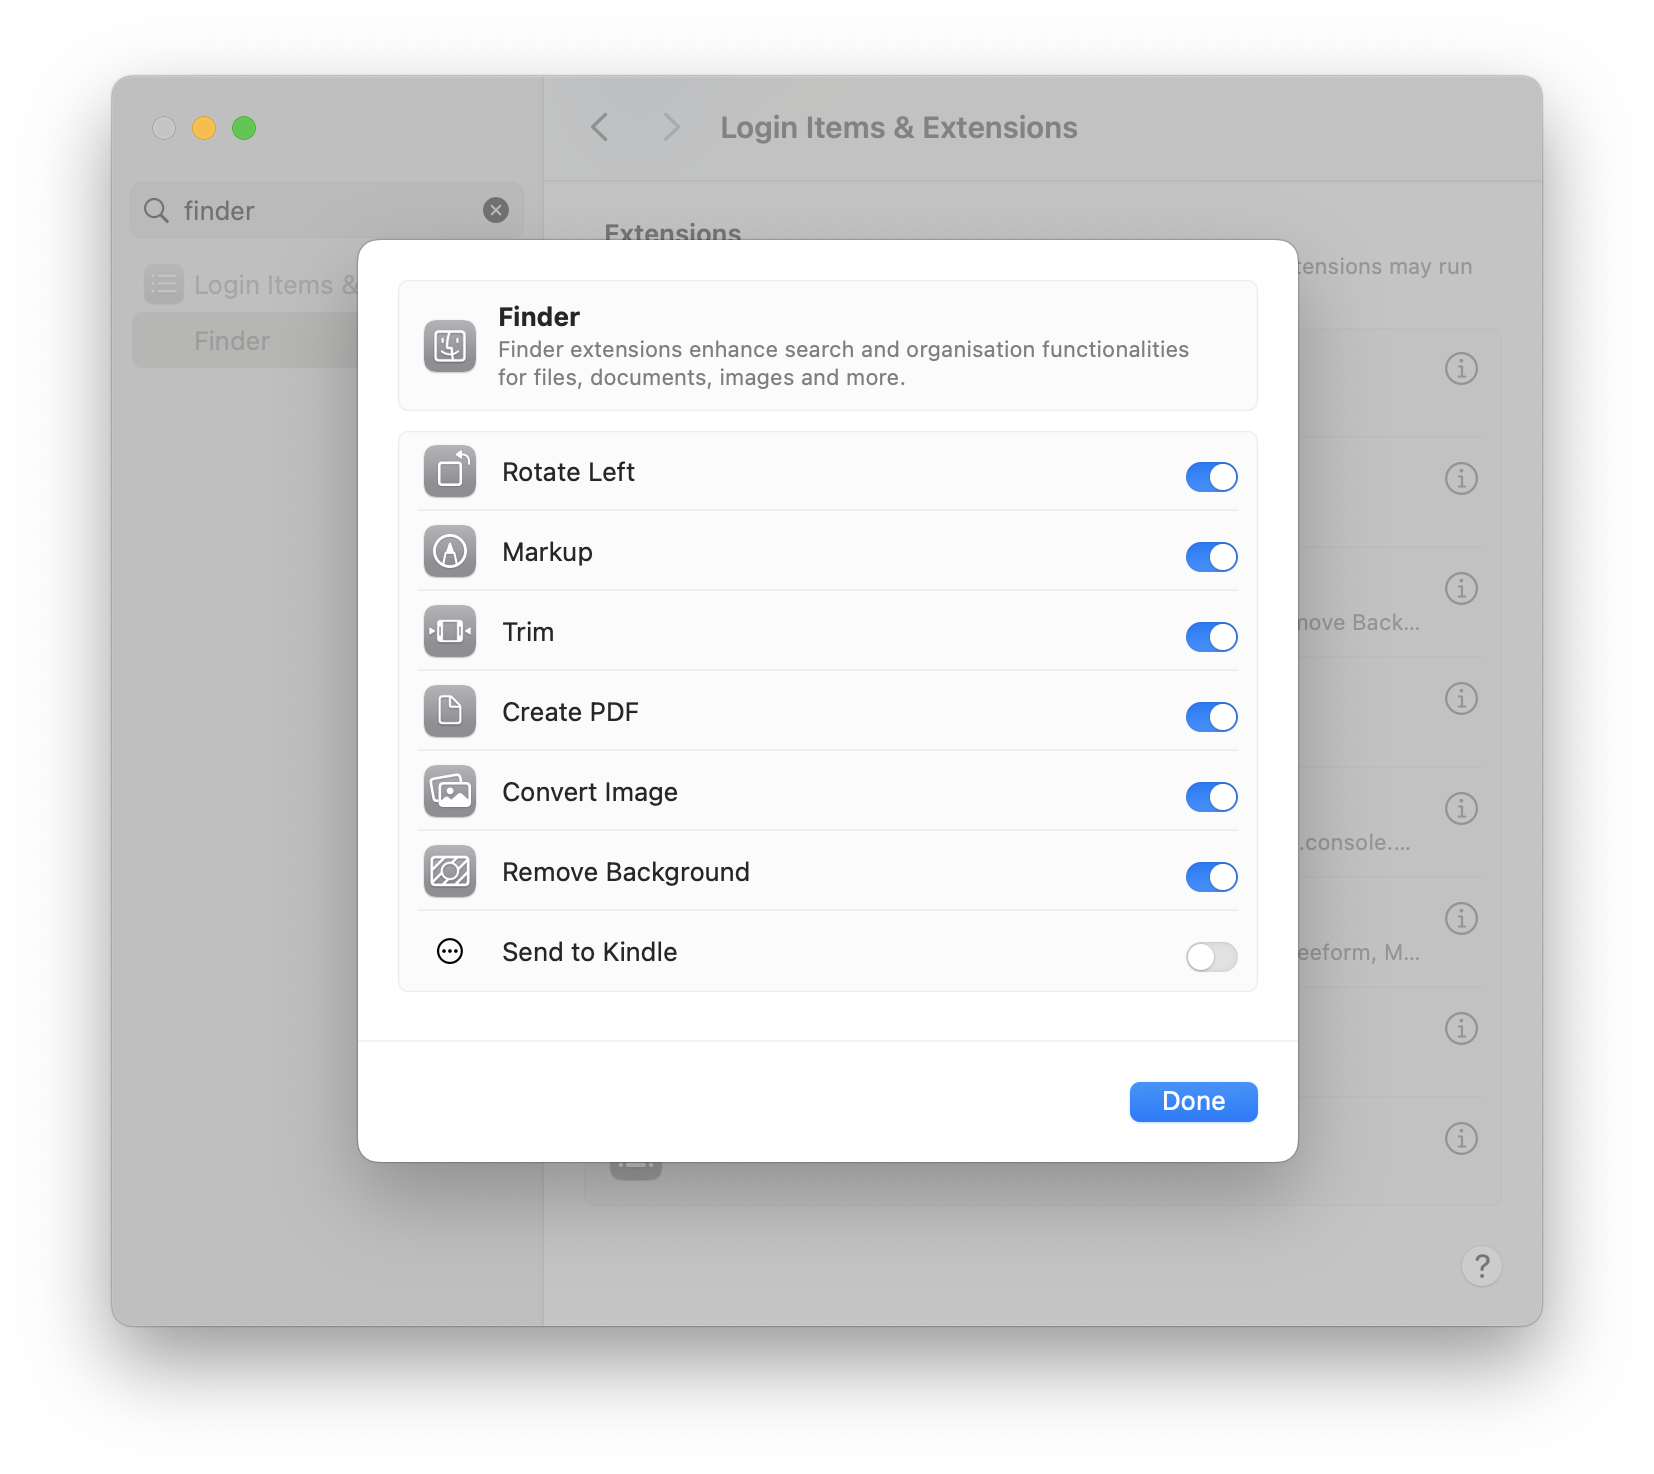 Login Items & Extensions
finder
Login Items &
Finder
Extensions
tensions may run
Finder
Finder extensions enhance search and organisation functionalities
for files, documents, images and more.
Rotate Left
Markup
Trim
Create PDF
Convert Image
Remove Background
Send to Kindle
Done
move Back...
.console....
eeform, M...
?